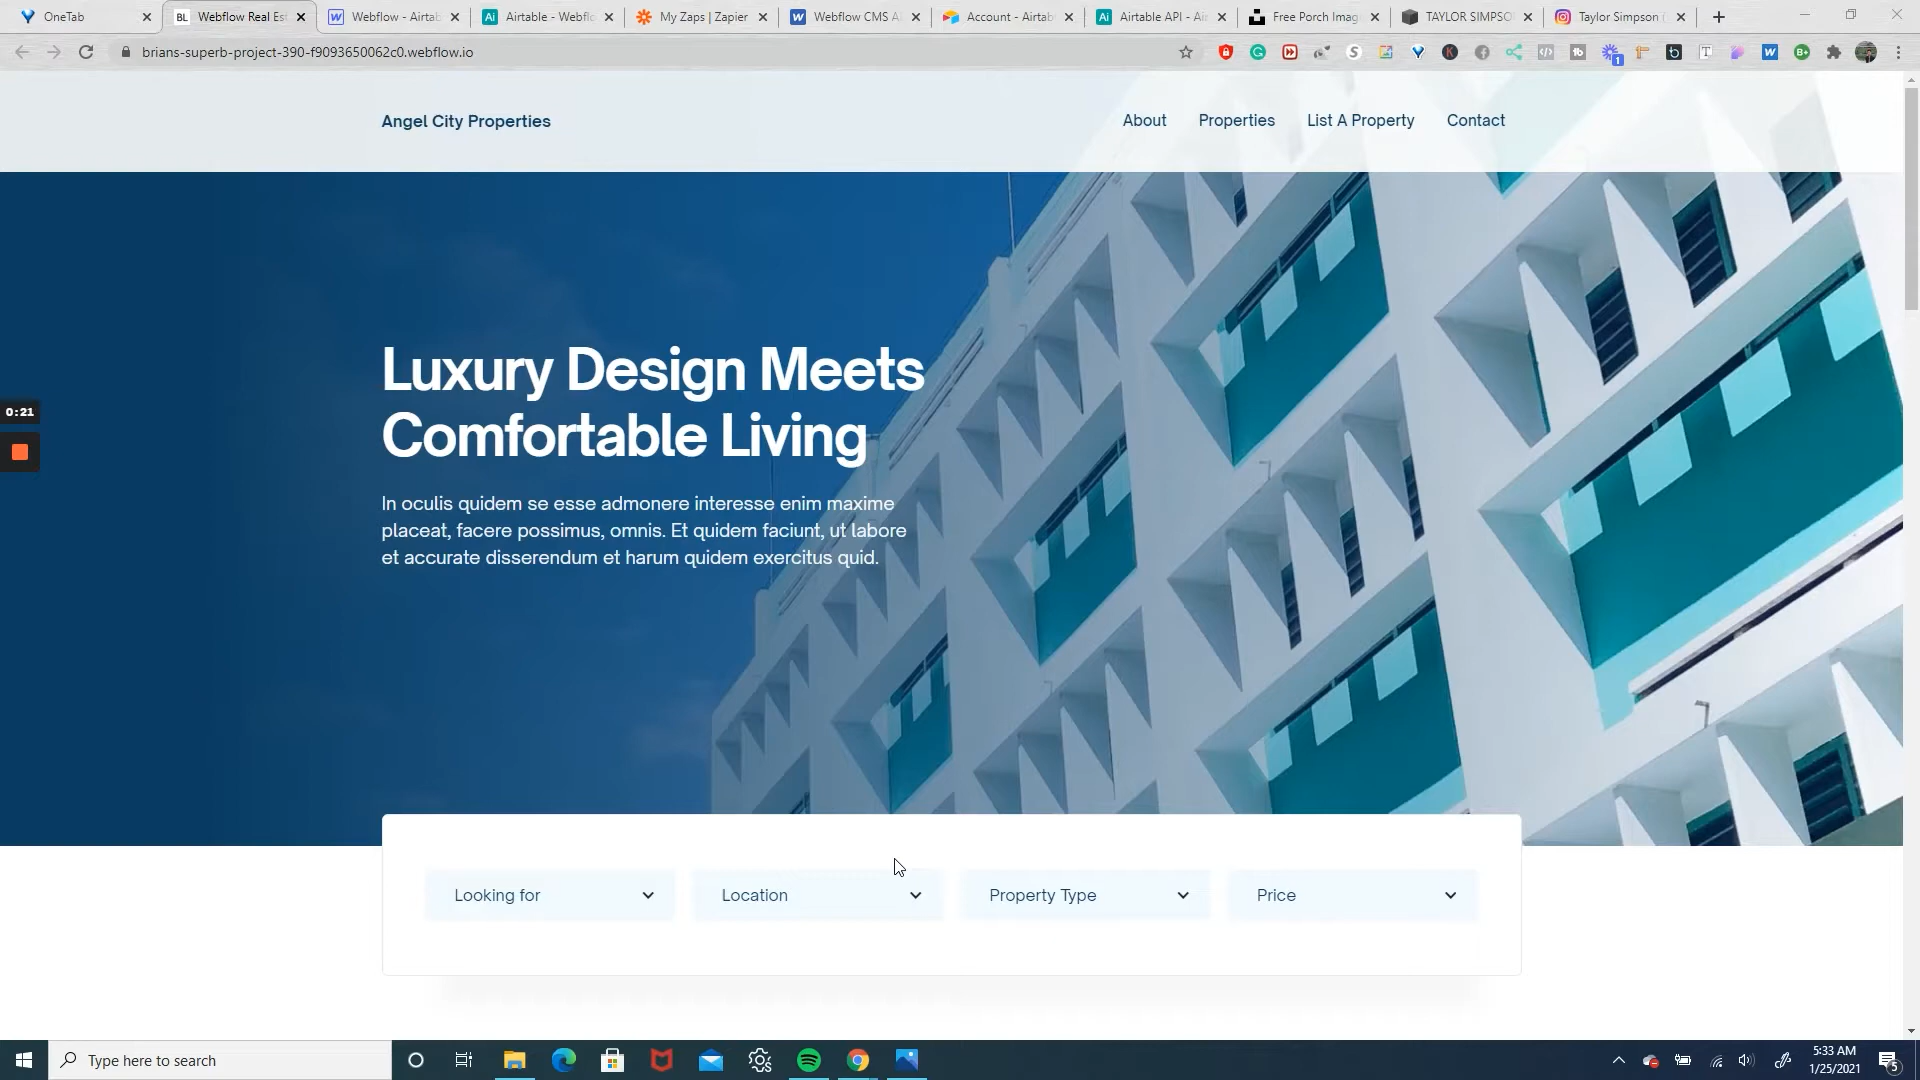 OneTab
Webflow Real Est
Webflow - Airtab
Airtable - Webflo
My Zaps | Zapier
Webflow CMS A
Account - Airtab
Airtable API - Air
Free Porch Imag
TAYLOR SIMPSO
Taylor Simpson (
brians-superb-project-390-f9093650062c0.webflow.io
Angel City Properties
About
Properties
List A Property
Contact
Luxury Design Meets
Comfortable Living
In oculis quidem se esse admonere interesse enim maxime
placeat, facere possimus, omnis. Et quidem faciunt, ut labore
et accurate disserendum et harum quidem exercitus quid.
0:21
Looking for
Location
Property Type
Price
Type here to search
5:33 AM
1/25/2021